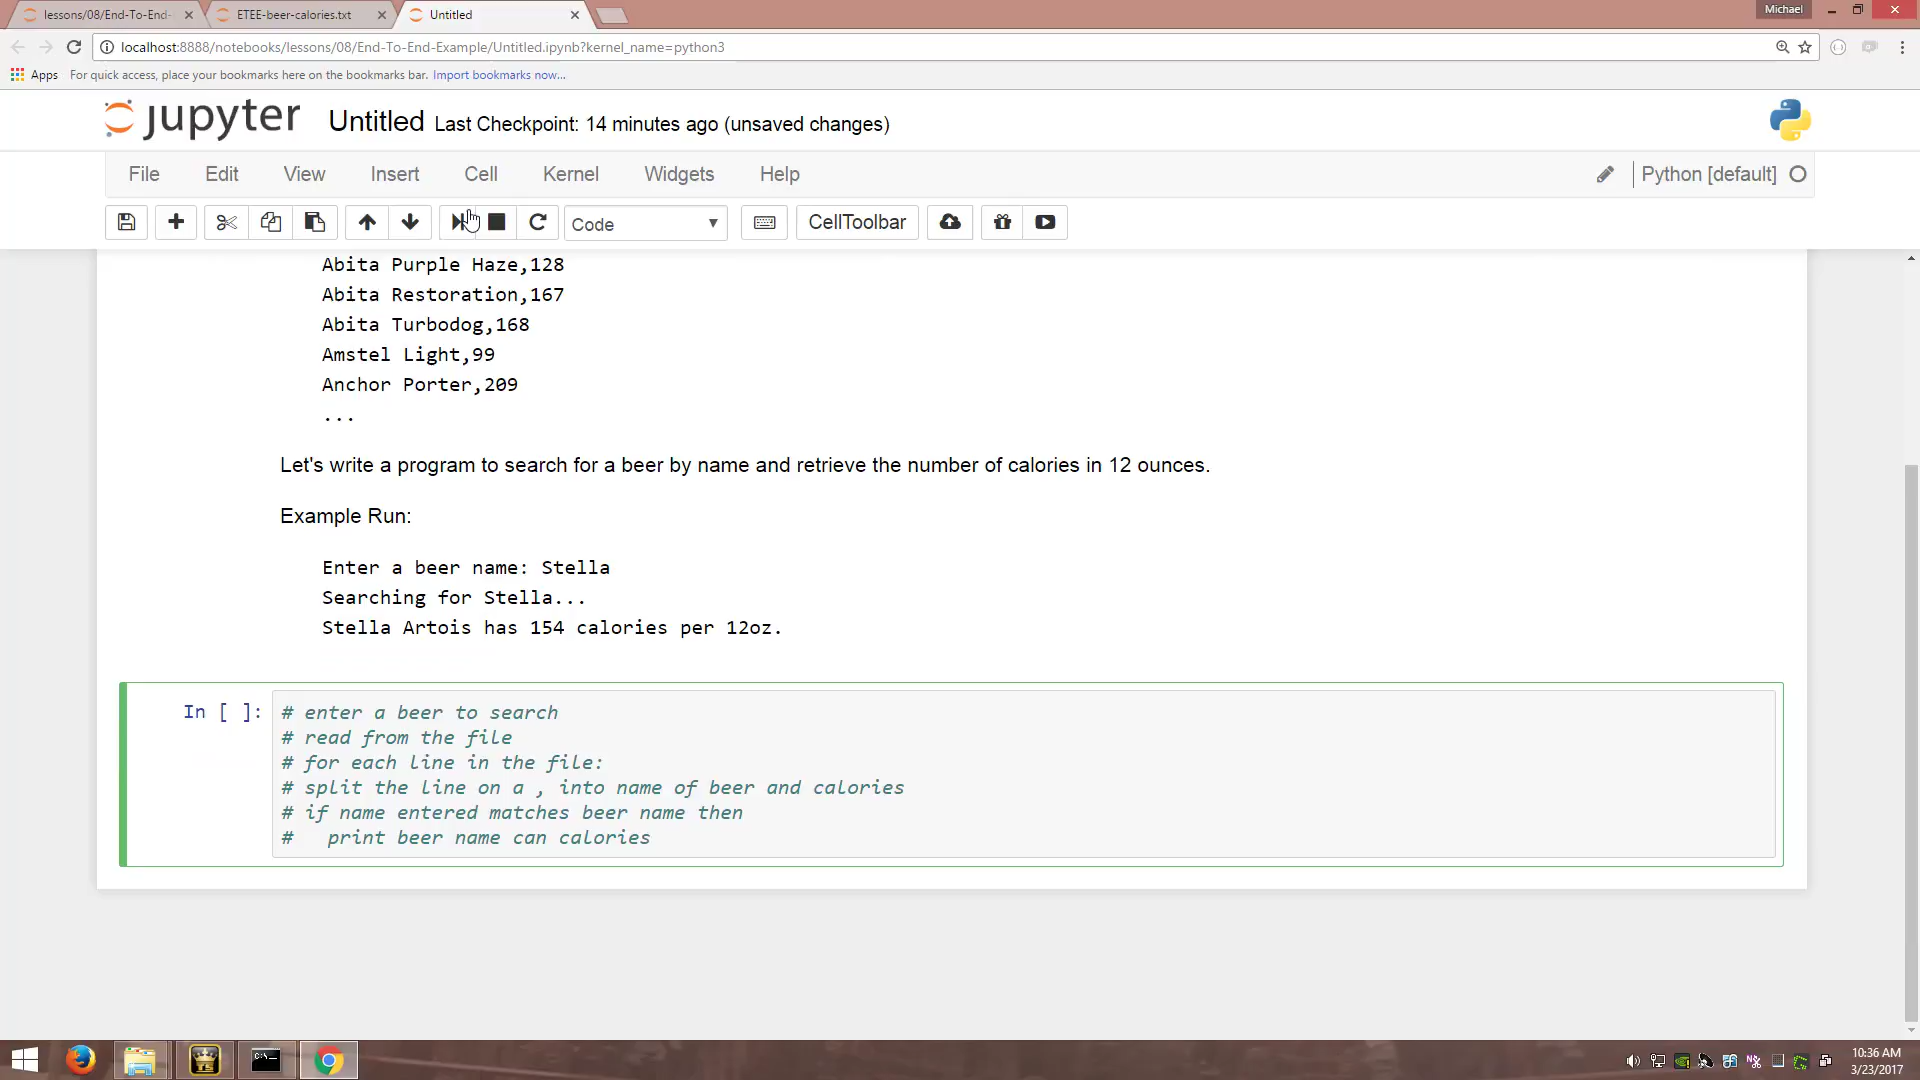 lessons/08/End-To-End-
ETEE-beer-calories.txt
Untitled
Michael
localhost:8888/notebooks/lessons/08/End-To-End-Example/Untitled.ipynb?kernel_name=python3
Apps For quick access, place your bookmarks here on the bookmarks bar. Import bookmarks now...
jupyter Untitled Last Checkpoint: 14 minutes ago (unsaved changes)
File Edit View Insert Cell Kernel Widgets Help Python [default]
Code CellToolbar
Abita Purple Haze,128
Abita Restoration,167
Abita Turbodog,168
Amstel Light,99
Anchor Porter,209
...
Let's write a program to search for a beer by name and retrieve the number of calories in 12 ounces.
Example Run:
Enter a beer name: Stella
Searching for Stella...
Stella Artois has 154 calories per 12oz.
In [ ]: # enter a beer to search
# read from the file
# for each line in the file:
# split the line on a , into name of beer and calories
# if name entered matches beer name then
#   print beer name can calories
10:36 AM
3/23/2017